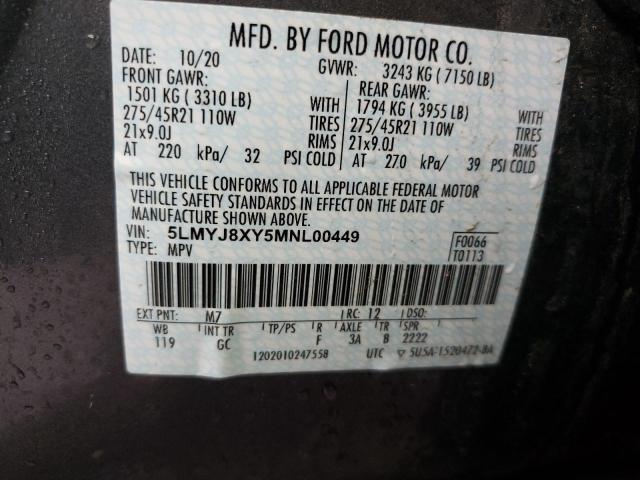 MFD. BY FORD MOTOR CO.
DATE: 10/20 GVWR: 3243 KG ( 7150 LB)
FRONT GAWR: REAR GAWR:
1501 KG ( 3310 LB) WITH 1794 KG ( 3955 LB) WITH
275/45R21 110W TIRES 275/45R21 110W TIRES
21x9.0J RIMS 21x9.0J RIMS
AT 220 kPa/ 32 PSI COLD AT 270 kPa/ 39 PSI COLD
THIS VEHICLE CONFORMS TO ALL APPLICABLE FEDERAL MOTOR
VEHICLE SAFETY STANDARDS IN EFFECT ON THE DATE OF
MANUFACTURE SHOWN ABOVE.
VIN: 5LMYJ8XY5MNL00449 F0066
TYPE: MPV T0113
EXT PNT: M7 RC: 12 DSO:
WB INT TR TP/PS R AXLE TR SPR
119 GC F 3A B 2222
1202010247558 UTC ▽ 5U5A-1520472-BA